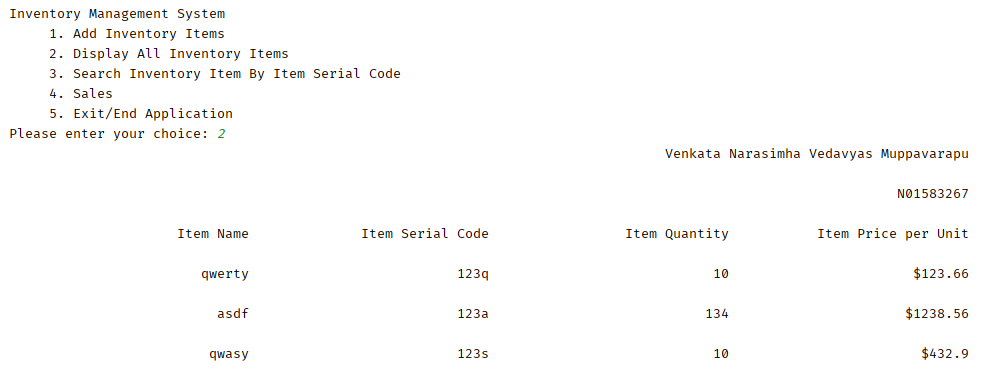 Inventory Management System
1. Add Inventory Items
2. Display All Inventory Items
3. Search Inventory Item By Item Serial Code
4. Sales
5. Exit/End Application
Please enter your choice: 2
Venkata Narasimha Vedavyas Muppavarapu
N01583267
Item Name Item Serial Code Item Quantity Item Price per Unit
qwerty 123q 10 $123.66
asdf 123a 134 $1238.56
qwasy 123s 10 $432.9